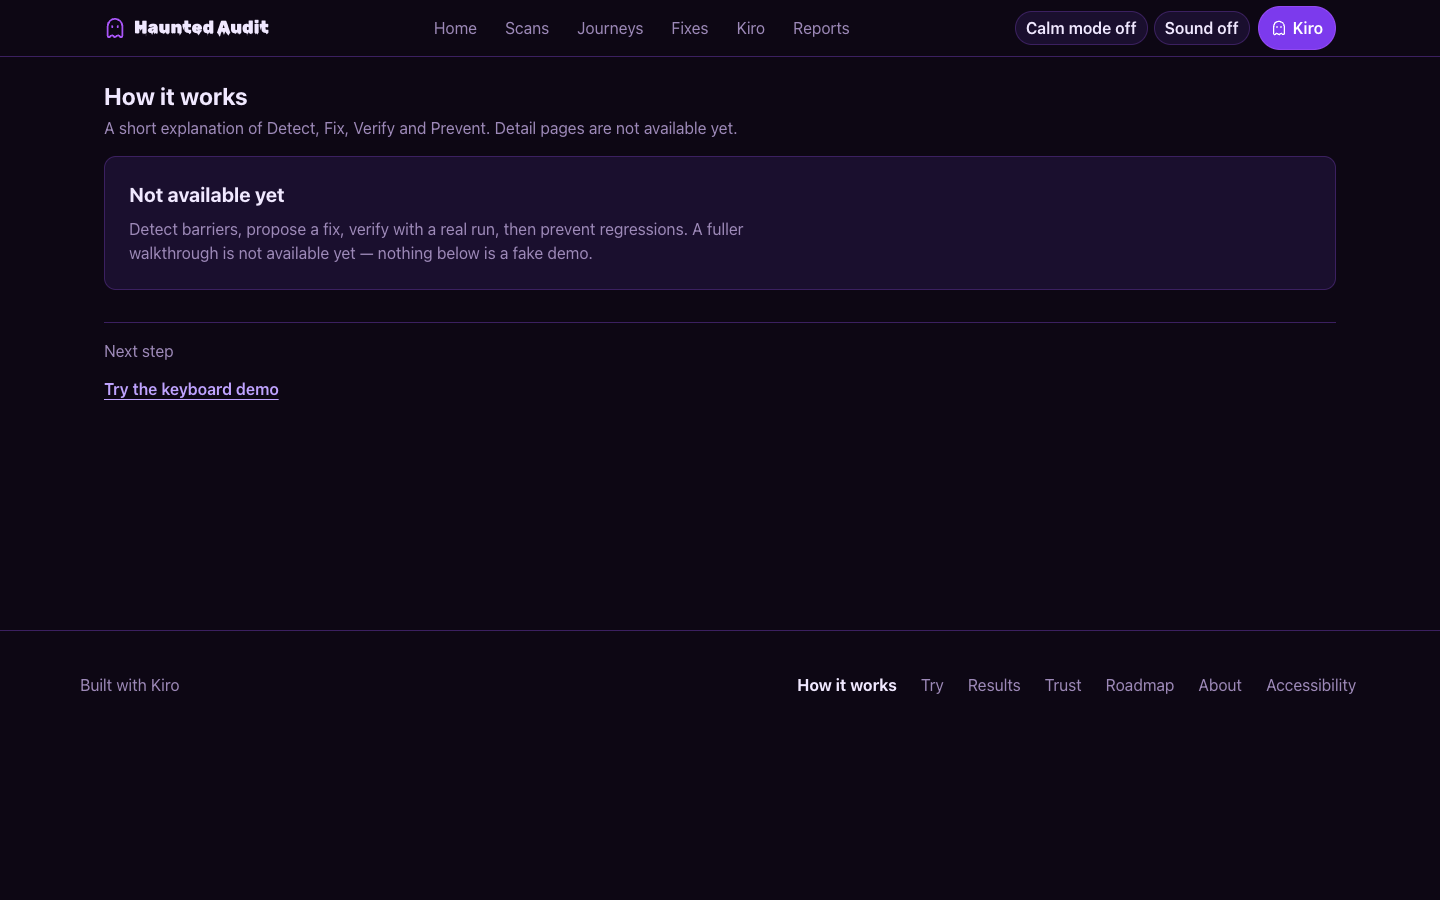 Haunted Audit
Home Scans Journeys Fixes Kiro Reports
Calm mode off Sound off Kiro
How it works
A short explanation of Detect, Fix, Verify and Prevent. Detail pages are not available yet.
Not available yet
Detect barriers, propose a fix, verify with a real run, then prevent regressions. A fuller
walkthrough is not available yet — nothing below is a fake demo.
Next step
Try the keyboard demo
Built with Kiro
How it works Try Results Trust Roadmap About Accessibility